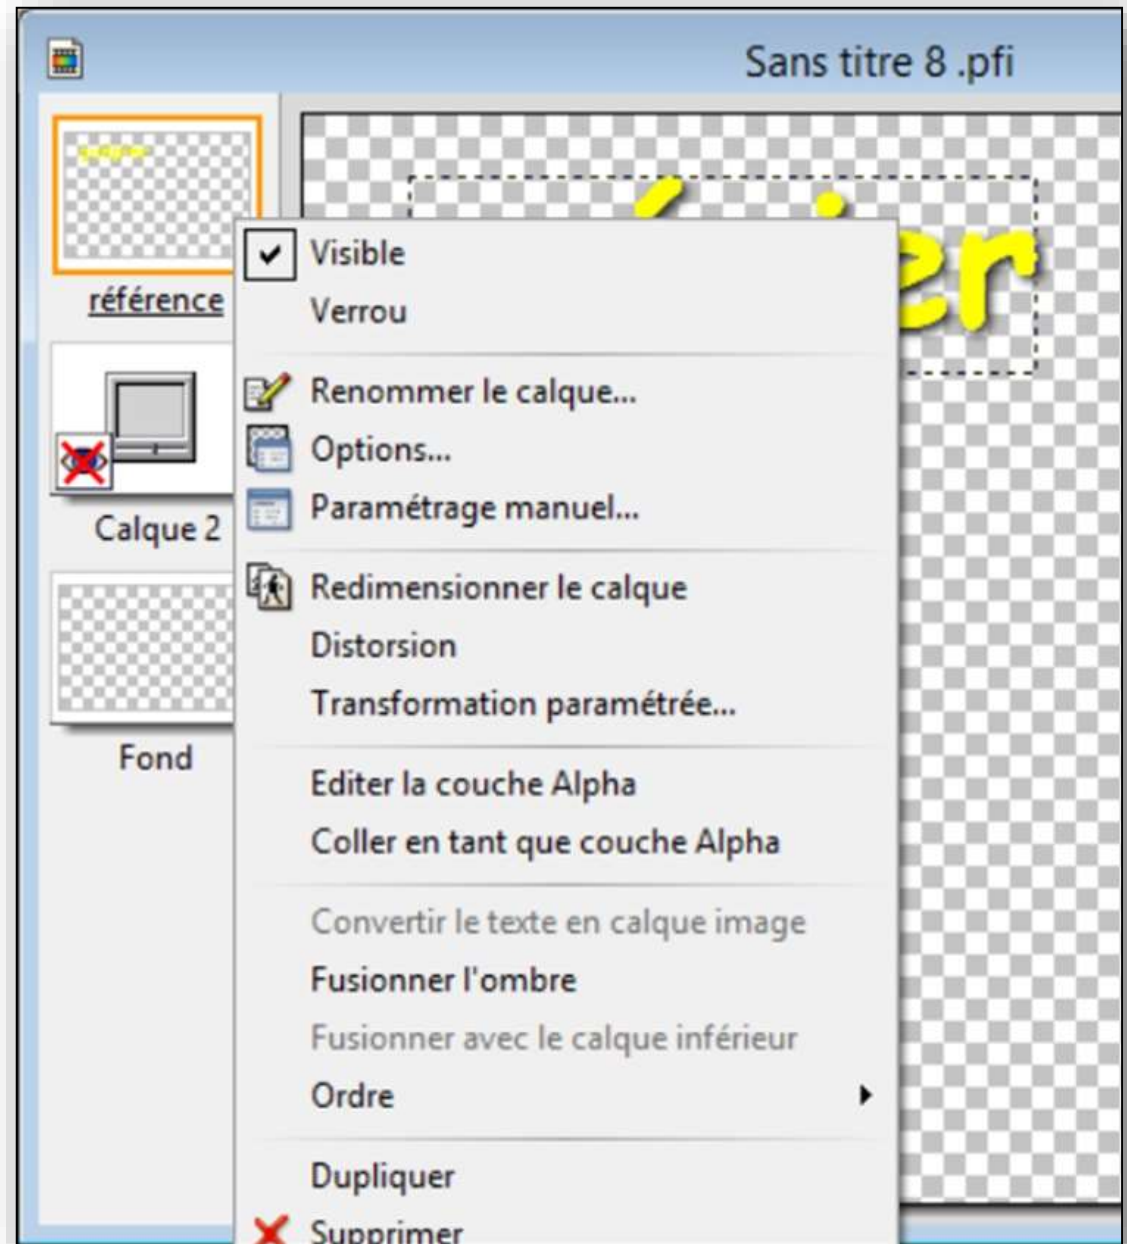 Sans titre 8 .pfi
référence
Calque 2
Fond
Visible
Verrou
Renommer le calque...
Options...
Paramétrage manuel...
Redimensionner le calque
Distorsion
Transformation paramétrée...
Editer la couche Alpha
Coller en tant que couche Alpha
Convertir le texte en calque image
Fusionner l'ombre
Fusionner avec le calque inférieur
Ordre
Dupliquer
Supprimer